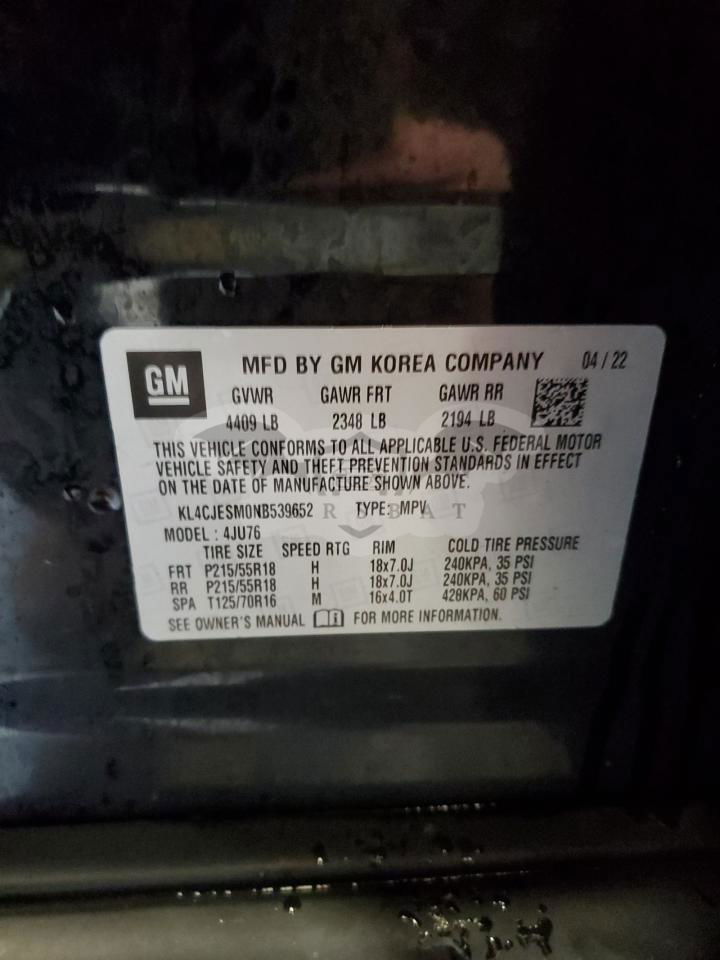 GM
MFD BY GM KOREA COMPANY 04/22
GVWR GAWR FRT GAWR RR
4409 LB 2348 LB 2194 LB
THIS VEHICLE CONFORMS TO ALL APPLICABLE U.S. FEDERAL MOTOR
VEHICLE SAFETY AND THEFT PREVENTION STANDARDS IN EFFECT
ON THE DATE OF MANUFACTURE SHOWN ABOVE.
KL4CJESM0NB539652 TYPE: MPV
MODEL : 4JU76
TIRE SIZE SPEED RTG RIM COLD TIRE PRESSURE
FRT P215/55R18 H 18x7.0J 240KPA, 35 PSI
RR P215/55R18 H 18x7.0J 240KPA, 35 PSI
SPA T125/70R16 M 16x4.0T 420KPA, 60 PSI
SEE OWNER'S MANUAL FOR MORE INFORMATION.